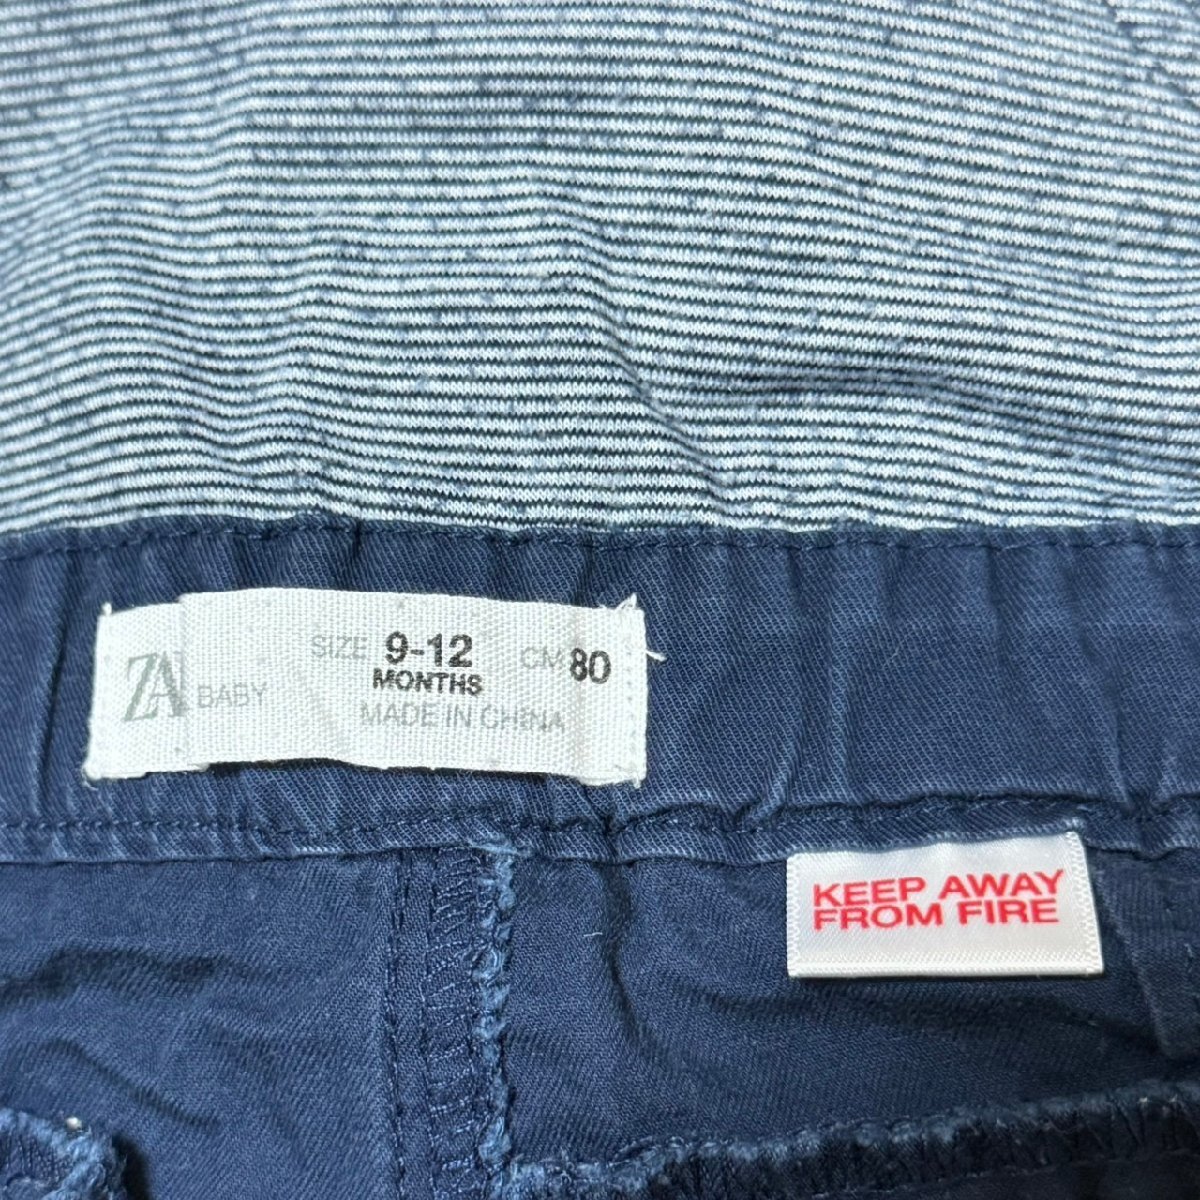 ZA BABY
SIZE 9-12 MONTHS CM 80
MADE IN CHINA
KEEP AWAY
FROM FIRE